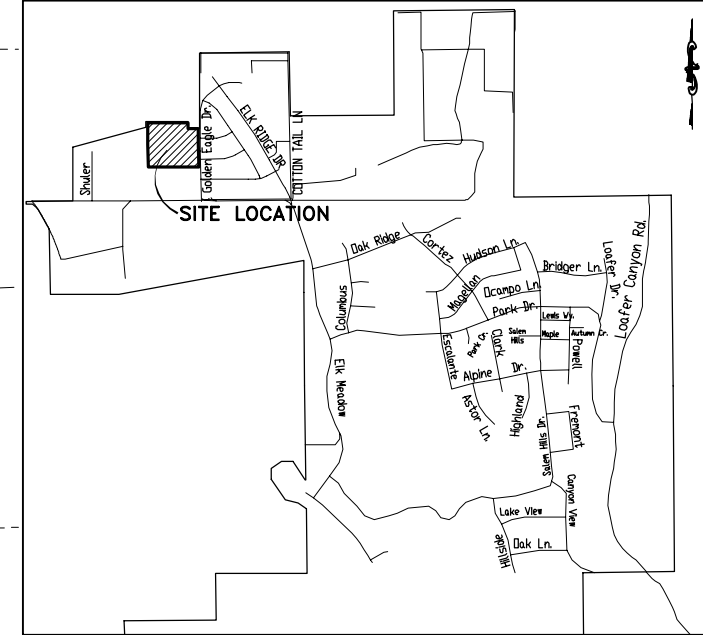 Golden Eagle Dr.
ELK RIDGE DR
COTTON TAIL LN
Shuler
SITE LOCATION
Oak Ridge
Cortez
Hudson Ln.
Bridger Ln.
Loafer Dr.
Loafer Canyon Rd.
Columbus
Magellan
Ocampo Ln.
Park Dr.
Lewis Wy.
Escalante
Park Cr.
Clark
Salem
Hills
Maple
Autumn Cr.
Powell
Elk Meadow
Alpine Dr.
Astor Ln.
Highland
Salem Hills Dr.
Fremont
Canyon View
Lake View
Hillside
Oak Ln.